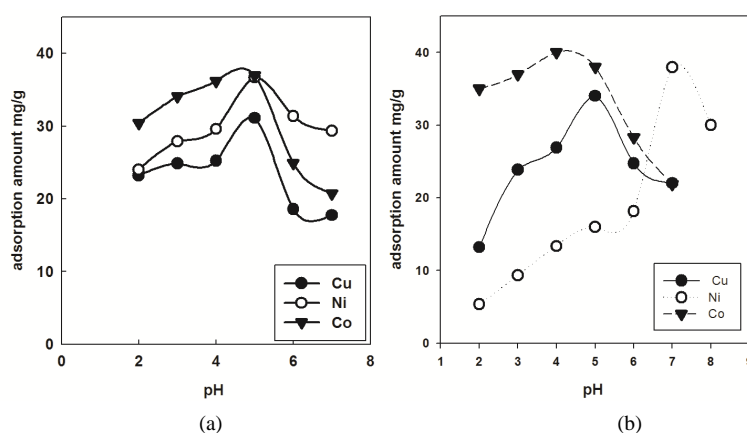 adsorption amount mg/g
40
30
20
10
0
Cu
Ni
Co
0 2 4 6 8
pH
(a)
adsorption amount mg/g
40
30
20
10
0
Cu
Ni
Co
1 2 3 4 5 6 7 8 9
pH
(b)